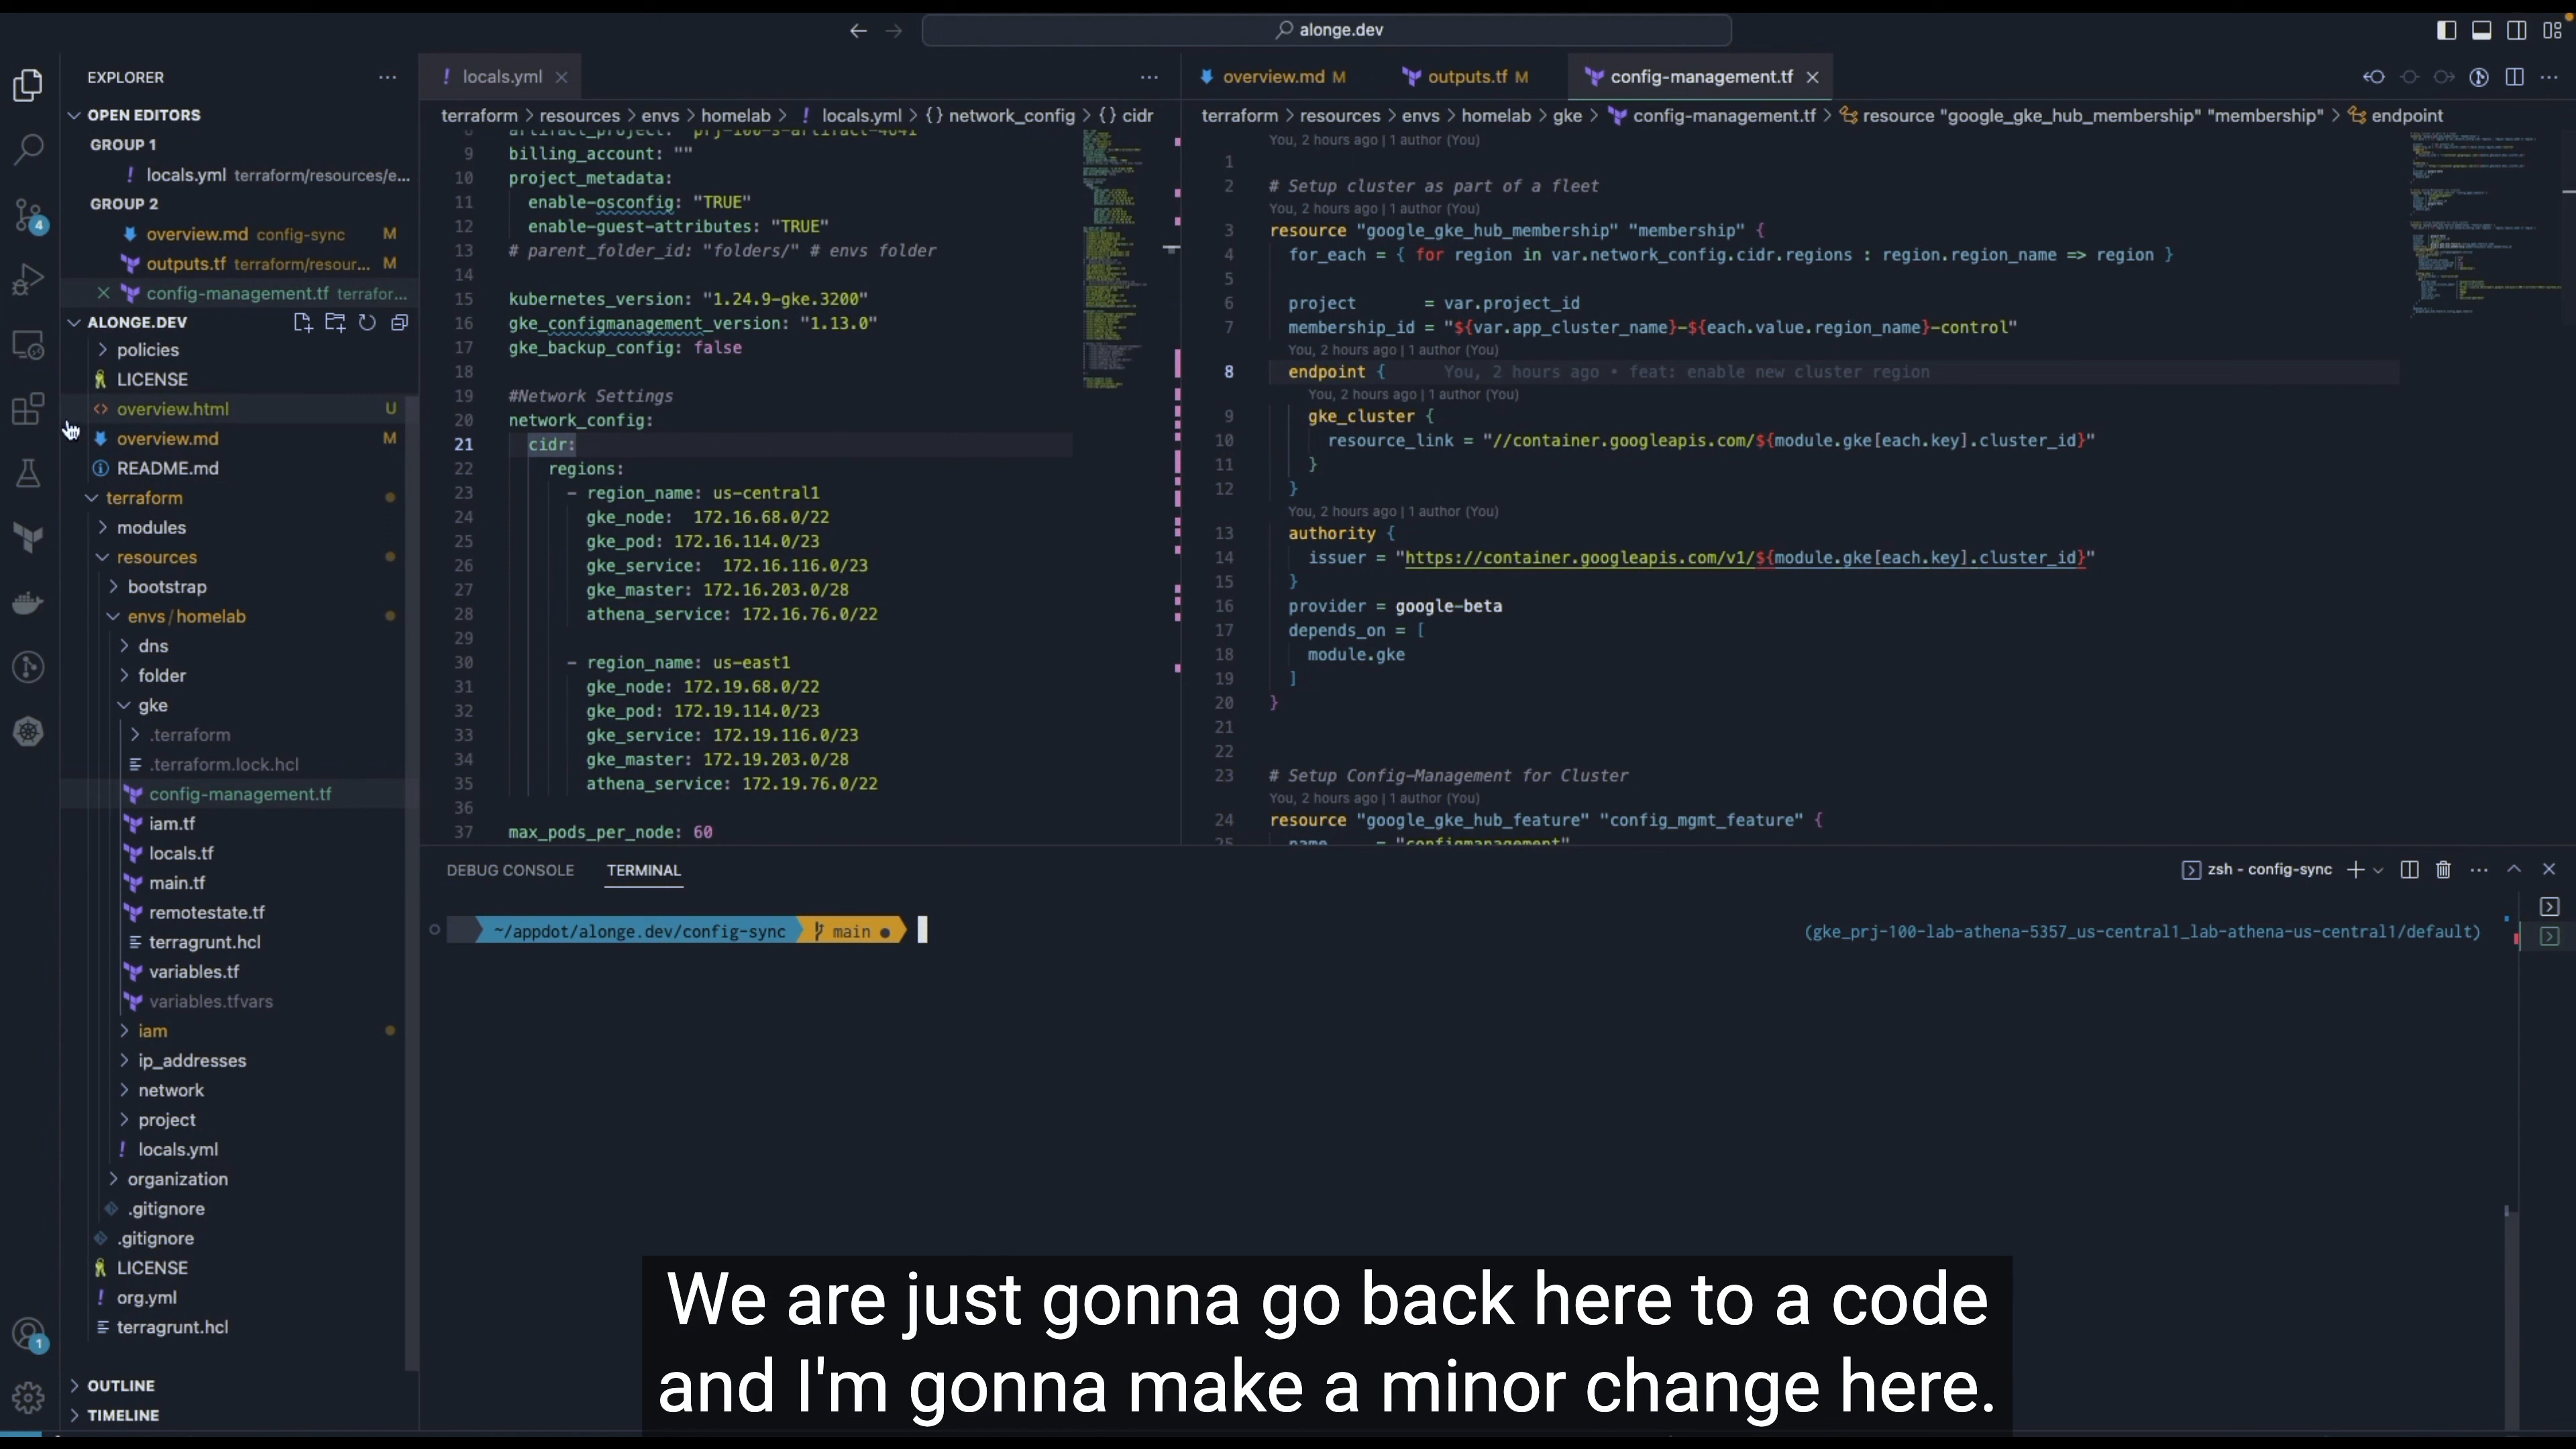 alonge.dev
EXPLORER
OPEN EDITORS
GROUP 1
! locals.yml terraform/resources/e...
GROUP 2
overview.md config-sync M
outputs.tf terraform/resour... M
config-management.tf terrafor...
ALONGE.DEV
policies
LICENSE
<> overview.html U
overview.md M
README.md
terraform
modules
resources
bootstrap
envs/homelab
dns
folder
gke
.terraform
.terraform.lock.hcl
config-management.tf
iam.tf
locals.tf
main.tf
remotestate.tf
terragrunt.hcl
variables.tf
variables.tfvars
iam
ip_addresses
network
project
! locals.yml
organization
.gitignore
.gitignore
LICENSE
! org.yml
terragrunt.hcl
OUTLINE
TIMELINE
4
1
! locals.yml
terraform > resources > envs > homelab > ! locals.yml > {} network_config > {} cidr
9 billing_account: ""
10 project_metadata:
11 enable-osconfig: "TRUE"
12 enable-guest-attributes: "TRUE"
13 # parent_folder_id: "folders/" # envs folder
14
15 kubernetes_version: "1.24.9-gke.3200"
16 gke_configmanagement_version: "1.13.0"
17 gke_backup_config: false
18
19 #Network Settings
20 network_config:
21 cidr:
22 regions:
23 - region_name: us-central1
24 gke_node: 172.16.68.0/22
25 gke_pod: 172.16.114.0/23
26 gke_service: 172.16.116.0/23
27 gke_master: 172.16.203.0/28
28 athena_service: 172.16.76.0/22
29
30 - region_name: us-east1
31 gke_node: 172.19.68.0/22
32 gke_pod: 172.19.114.0/23
33 gke_service: 172.19.116.0/23
34 gke_master: 172.19.203.0/28
35 athena_service: 172.19.76.0/22
36
37 max_pods_per_node: 60
overview.md M outputs.tf M config-management.tf
terraform > resources > envs > homelab > gke > config-management.tf > resource "google_gke_hub_membership" "membership" > endpoint
You, 2 hours ago | 1 author (You)
1
2 # Setup cluster as part of a fleet
You, 2 hours ago | 1 author (You)
3 resource "google_gke_hub_membership" "membership" {
4 for_each = { for region in var.network_config.cidr.regions : region.region_name => region }
5
6 project = var.project_id
7 membership_id = "${var.app_cluster_name}-${each.value.region_name}-control"
You, 2 hours ago | 1 author (You)
8 endpoint { You, 2 hours ago • feat: enable new cluster region
You, 2 hours ago | 1 author (You)
9 gke_cluster {
10 resource_link = "//container.googleapis.com/${module.gke[each.key].cluster_id}"
11 }
12 }
You, 2 hours ago | 1 author (You)
13 authority {
14 issuer = "https://container.googleapis.com/v1/${module.gke[each.key].cluster_id}"
15 }
16 provider = google-beta
17 depends_on = [
18 module.gke
19 ]
20 }
21
22
23 # Setup Config-Management for Cluster
You, 2 hours ago | 1 author (You)
24 resource "google_gke_hub_feature" "config_mgmt_feature" {
25 name = "configmanagement"
DEBUG CONSOLE TERMINAL
zsh - config-sync
~/appdot/alonge.dev/config-sync main ●
(gke_prj-100-lab-athena-5357_us-central1_lab-athena-us-central1/default)
We are just gonna go back here to a code
and I'm gonna make a minor change here.